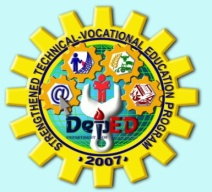 STRENGTHENED TECHNICAL-VOCATIONAL EDUCATION PROGRAM
@
DepED
• 2007 •